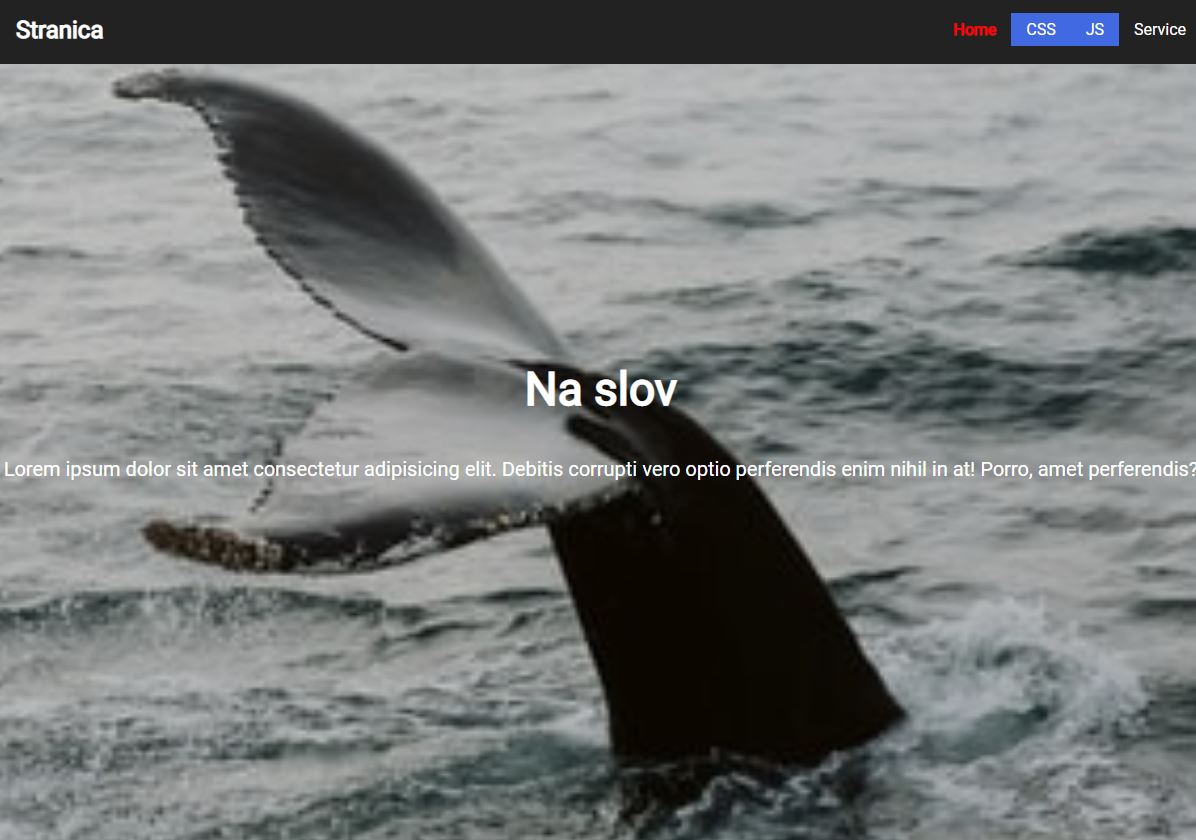 Stranica
Home CSS JS Service
Na slov
Lorem ipsum dolor sit amet consectetur adipisicing elit. Debitis corrupti vero optio perferendis enim nihil in at! Porro, amet perferendis?